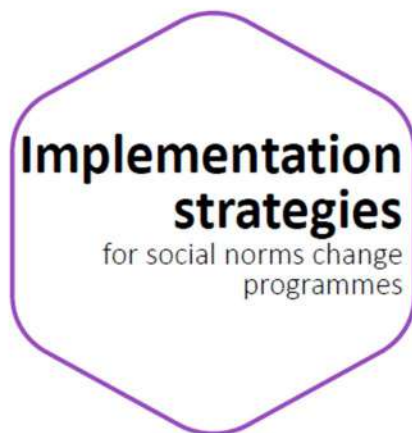 Implementation
strategies
for social norms change
programmes